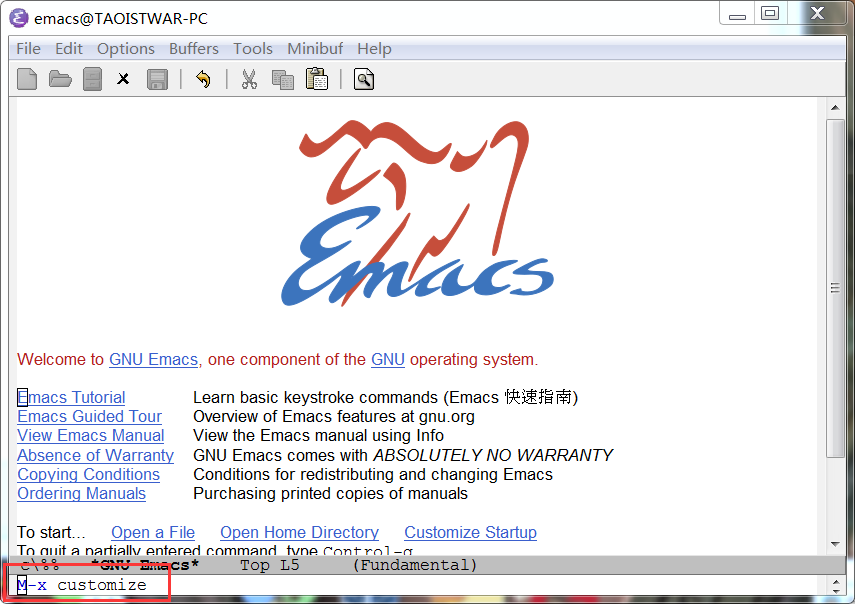 emacs@TAOISTWAR-PC
File Edit Options Buffers Tools Minibuf Help
Emacs
Welcome to GNU Emacs, one component of the GNU operating system.
Emacs Tutorial Learn basic keystroke commands (Emacs 快速指南)
Emacs Guided Tour Overview of Emacs features at gnu.org
View Emacs Manual View the Emacs manual using Info
Absence of Warranty GNU Emacs comes with ABSOLUTELY NO WARRANTY
Copying Conditions Conditions for redistributing and changing Emacs
Ordering Manuals Purchasing printed copies of manuals
To start... Open a File Open Home Directory Customize Startup
To quit a partially entered command, type Control-g
c\%% *GNU Emacs* Top L5 (Fundamental)
M-x customize